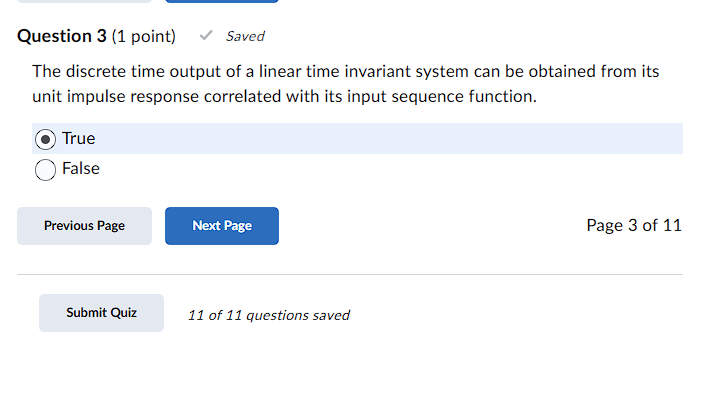 Question 3 (1 point) Saved
The discrete time output of a linear time invariant system can be obtained from its
unit impulse response correlated with its input sequence function.
True
False
Previous Page Next Page Page 3 of 11
Submit Quiz 11 of 11 questions saved